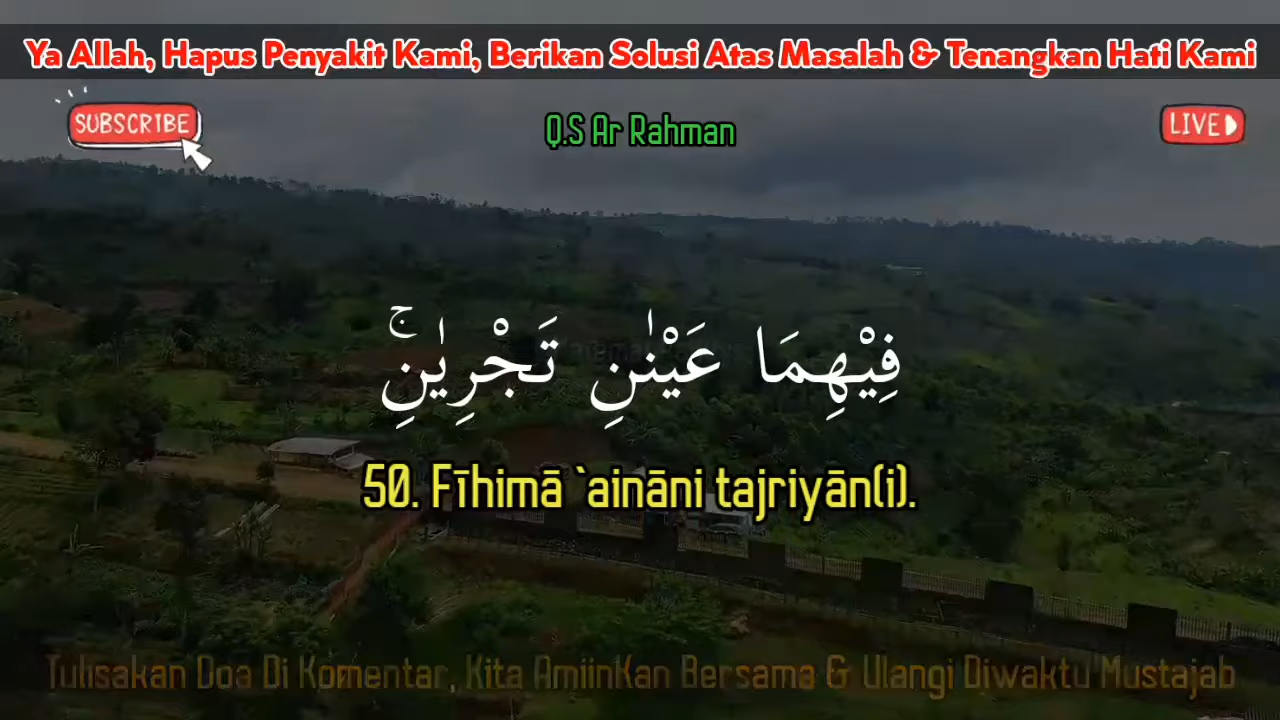 Ya Allah, Hapus Penyakit Kami, Berikan Solusi Atas Masalah & Tenangkan Hati Kami
SUBSCRIBE
Q.S Ar Rahman
LIVE
فِيْهِمَا عَيْنٰنِ تَجْرِيٰنِۚ
50. Fīhimā `aināni tajriyān(i).
Tulisakan Doa Di Komentar, Kita AmiinKan Bersama & Ulangi Diwaktu Mustajab